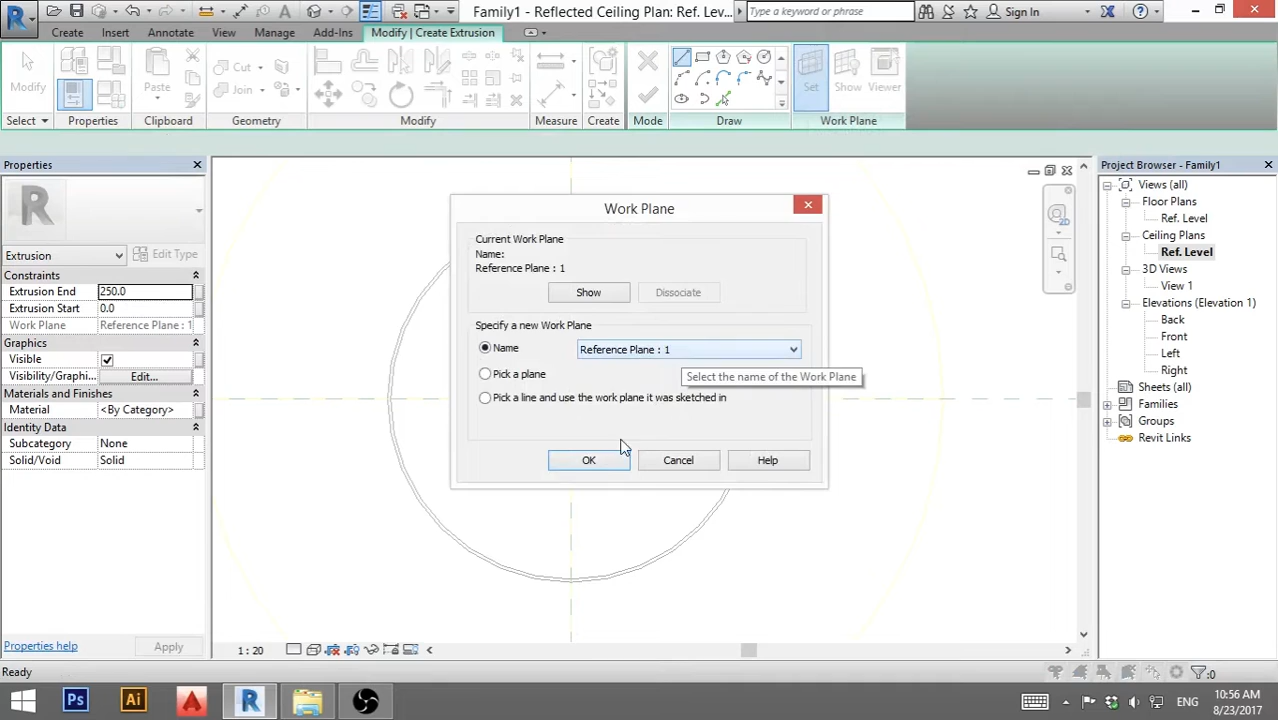 Family1 - Reflected Ceiling Plan: Ref. Lev...
Type a keyword or phrase
Sign In
Create
Insert
Annotate
View
Manage
Add-Ins
Modify | Create Extrusion
Modify
Paste
Cut
Join
Set
Show
Viewer
Select
Properties
Clipboard
Geometry
Modify
Measure
Create
Mode
Draw
Work Plane
Properties
Extrusion
Edit Type
Constraints
Extrusion End 250.0
Extrusion Start 0.0
Work Plane Reference Plane : 1
Graphics
Visible
Visibility/Graphi... Edit...
Materials and Finishes
Material <By Category>
Identity Data
Subcategory None
Solid/Void Solid
Properties help
Apply
Work Plane
Current Work Plane
Name:
Reference Plane : 1
Show
Dissociate
Specify a new Work Plane
Name
Reference Plane : 1
Pick a plane
Select the name of the Work Plane
Pick a line and use the work plane it was sketched in
OK
Cancel
Help
Project Browser - Family1
Views (all)
Floor Plans
Ref. Level
Ceiling Plans
Ref. Level
3D Views
View 1
Elevations (Elevation 1)
Back
Front
Left
Right
Sheets (all)
Families
Groups
Revit Links
1 : 20
Ready
:0
Ps
Ai
ENG
10:56 AM
8/23/2017